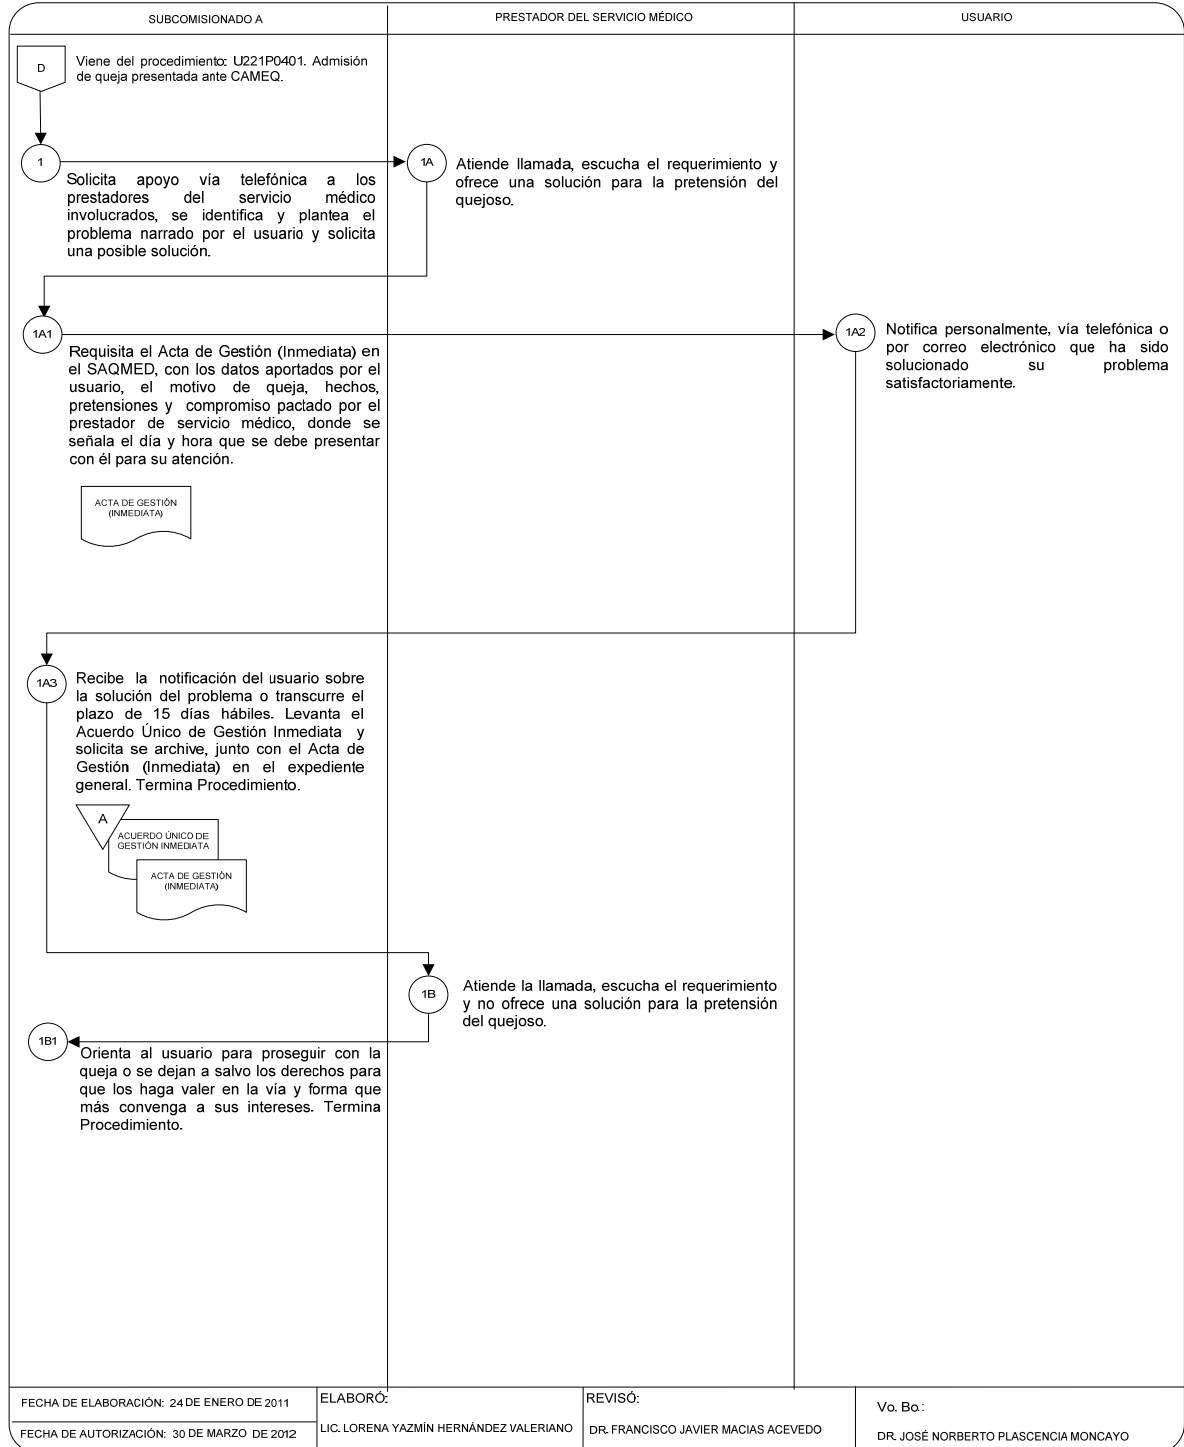 SUBCOMISIONADO A
PRESTADOR DEL SERVICIO MÉDICO
USUARIO
D
Viene del procedimiento: U221P0401. Admisión
de queja presentada ante CAMEQ.
1
Solicita apoyo vía telefónica a los
prestadores del servicio médico
involucrados, se identifica y plantea el
problema narrado por el usuario y solicita
una posible solución.
1A
Atiende llamada, escucha el requerimiento y
ofrece una solución para la pretensión del
quejoso.
1A1
Requisita el Acta de Gestión (Inmediata) en
el SAQMED, con los datos aportados por el
usuario, el motivo de queja, hechos,
pretensiones y compromiso pactado por el
prestador de servicio médico, donde se
señala el día y hora que se debe presentar
con él para su atención.
ACTA DE GESTIÓN
(INMEDIATA)
1A2
Notifica personalmente, vía telefónica o
por correo electrónico que ha sido
solucionado su problema
satisfactoriamente.
1A3
Recibe la notificación del usuario sobre
la solución del problema o transcurre el
plazo de 15 días hábiles. Levanta el
Acuerdo Único de Gestión Inmediata y
solicita se archive, junto con el Acta de
Gestión (Inmediata) en el expediente
general. Termina Procedimiento.
A
ACUERDO ÚNICO DE
GESTIÓN INMEDIATA
ACTA DE GESTIÓN
(INMEDIATA)
1B
Atiende la llamada, escucha el requerimiento
y no ofrece una solución para la pretensión
del quejoso.
1B1
Orienta al usuario para proseguir con la
queja o se dejan a salvo los derechos para
que los haga valer en la vía y forma que
más convenga a sus intereses. Termina
Procedimiento.
FECHA DE ELABORACIÓN: 24 DE ENERO DE 2011
FECHA DE AUTORIZACIÓN: 30 DE MARZO DE 2012
ELABORÓ:
LIC. LORENA YAZMÍN HERNÁNDEZ VALERIANO
REVISÓ:
DR. FRANCISCO JAVIER MACIAS ACEVEDO
Vo. Bo.:
DR. JOSÉ NORBERTO PLASCENCIA MONCAYO